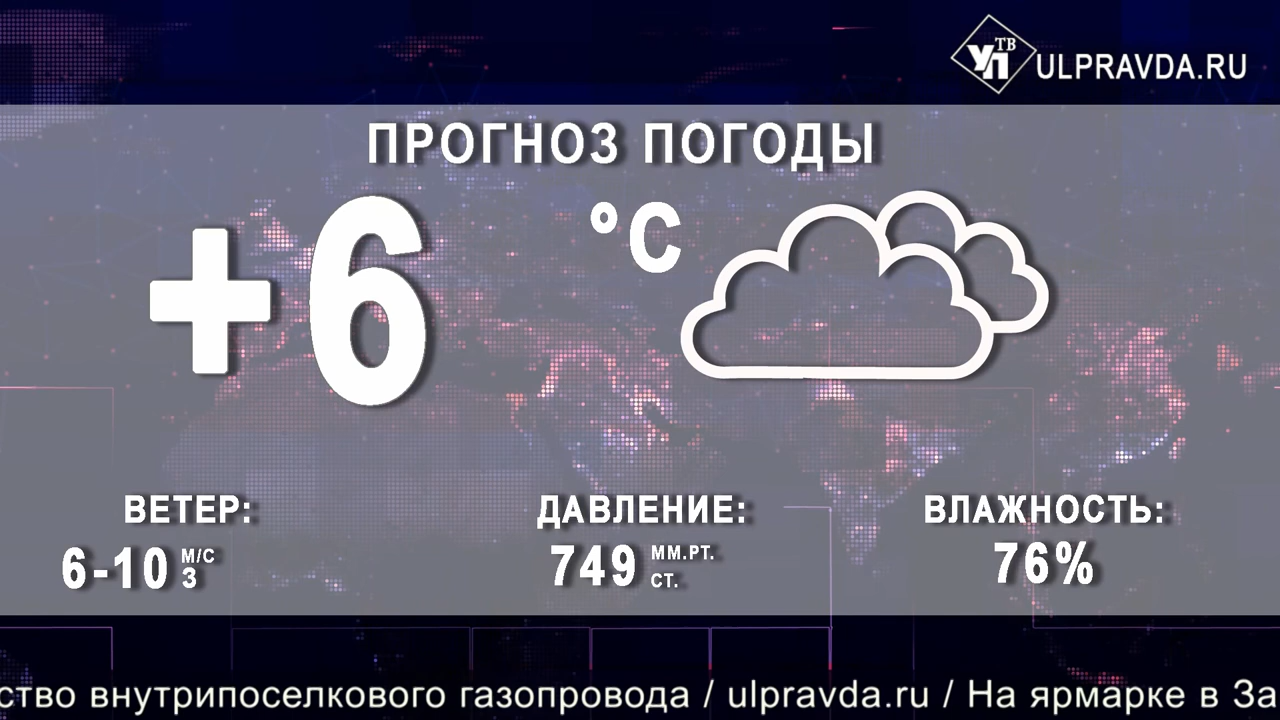 УП ТВ ULPRAVDA.RU
ПРОГНОЗ ПОГОДЫ
+6 °C
ВЕТЕР:
6-10 М/С З
ДАВЛЕНИЕ:
749 ММ.РТ. СТ.
ВЛАЖНОСТЬ:
76%
ство внутрипоселкового газопровода / ulpravda.ru / На ярмарке в За